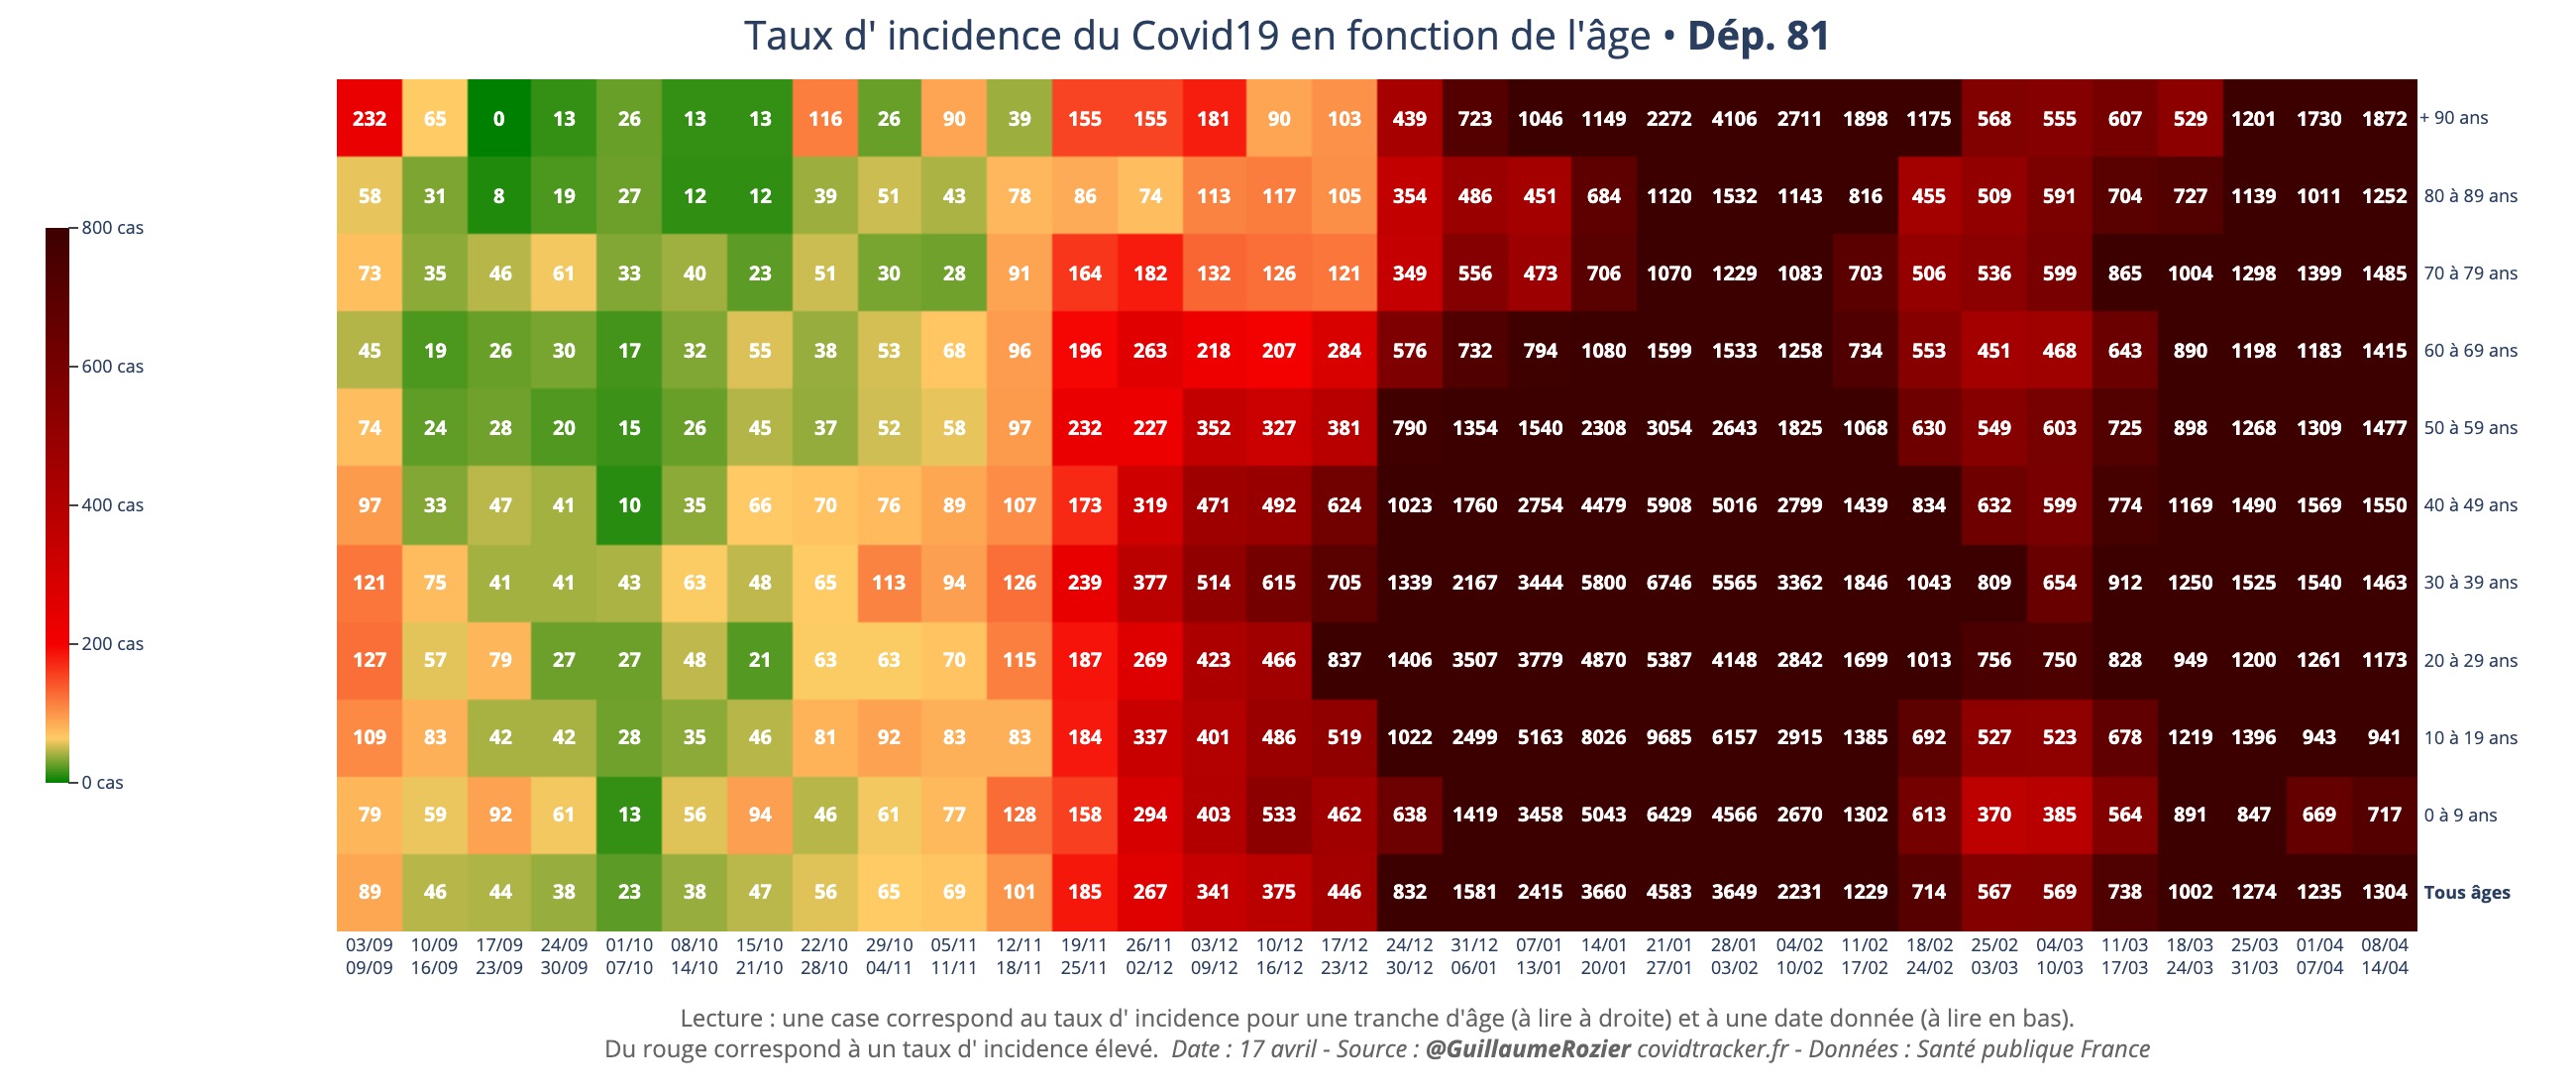 Taux d' incidence du Covid19 en fonction de l'âge • Dép. 81
232 65 0 13 26 13 13 116 26 90 39 155 155 181 90 103 439 723 1046 1149 2272 4106 2711 1898 1175 568 555 607 529 1201 1730 1872 + 90 ans
58 31 8 19 27 12 12 39 51 43 78 86 74 113 117 105 354 486 451 684 1120 1532 1143 816 455 509 591 704 727 1139 1011 1252 80 à 89 ans
800 cas
73 35 46 61 33 40 23 51 30 28 91 164 182 132 126 121 349 556 473 706 1070 1229 1083 703 506 536 599 865 1004 1298 1399 1485 70 à 79 ans
45 19 26 30 17 32 55 38 53 68 96 196 263 218 207 284 576 732 794 1080 1599 1533 1258 734 553 451 468 643 890 1198 1183 1415 60 à 69 ans
600 cas
74 24 28 20 15 26 45 37 52 58 97 232 227 352 327 381 790 1354 1540 2308 3054 2643 1825 1068 630 549 603 725 898 1268 1309 1477 50 à 59 ans
400 cas
97 33 47 41 10 35 66 70 76 89 107 173 319 471 492 624 1023 1760 2754 4479 5908 5016 2799 1439 834 632 599 774 1169 1490 1569 1550 40 à 49 ans
121 75 41 41 43 63 48 65 113 94 126 239 377 514 615 705 1339 2167 3444 5800 6746 5565 3362 1846 1043 809 654 912 1250 1525 1540 1463 30 à 39 ans
200 cas
127 57 79 27 27 48 21 63 63 70 115 187 269 423 466 837 1406 3507 3779 4870 5387 4148 2842 1699 1013 756 750 828 949 1200 1261 1173 20 à 29 ans
109 83 42 42 28 35 46 81 92 83 83 184 337 401 486 519 1022 2499 5163 8026 9685 6157 2915 1385 692 527 523 678 1219 1396 943 941 10 à 19 ans
0 cas
79 59 92 61 13 56 94 46 61 77 128 158 294 403 533 462 638 1419 3458 5043 6429 4566 2670 1302 613 370 385 564 891 847 669 717 0 à 9 ans
89 46 44 38 23 38 47 56 65 69 101 185 267 341 375 446 832 1581 2415 3660 4583 3649 2231 1229 714 567 569 738 1002 1274 1235 1304 Tous âges
03/09 10/09 17/09 24/09 01/10 08/10 15/10 22/10 29/10 05/11 12/11 19/11 26/11 03/12 10/12 17/12 24/12 31/12 07/01 14/01 21/01 28/01 04/02 11/02 18/02 25/02 04/03 11/03 18/03 25/03 01/04 08/04
09/09 16/09 23/09 30/09 07/10 14/10 21/10 28/10 04/11 11/11 18/11 25/11 02/12 09/12 16/12 23/12 30/12 06/01 13/01 20/01 27/01 03/02 10/02 17/02 24/02 03/03 10/03 17/03 24/03 31/03 07/04 14/04
Lecture : une case correspond au taux d' incidence pour une tranche d'âge (à lire à droite) et à une date donnée (à lire en bas).
Du rouge correspond à un taux d' incidence élevé. Date : 17 avril - Source : @GuillaumeRozier covidtracker.fr - Données : Santé publique France